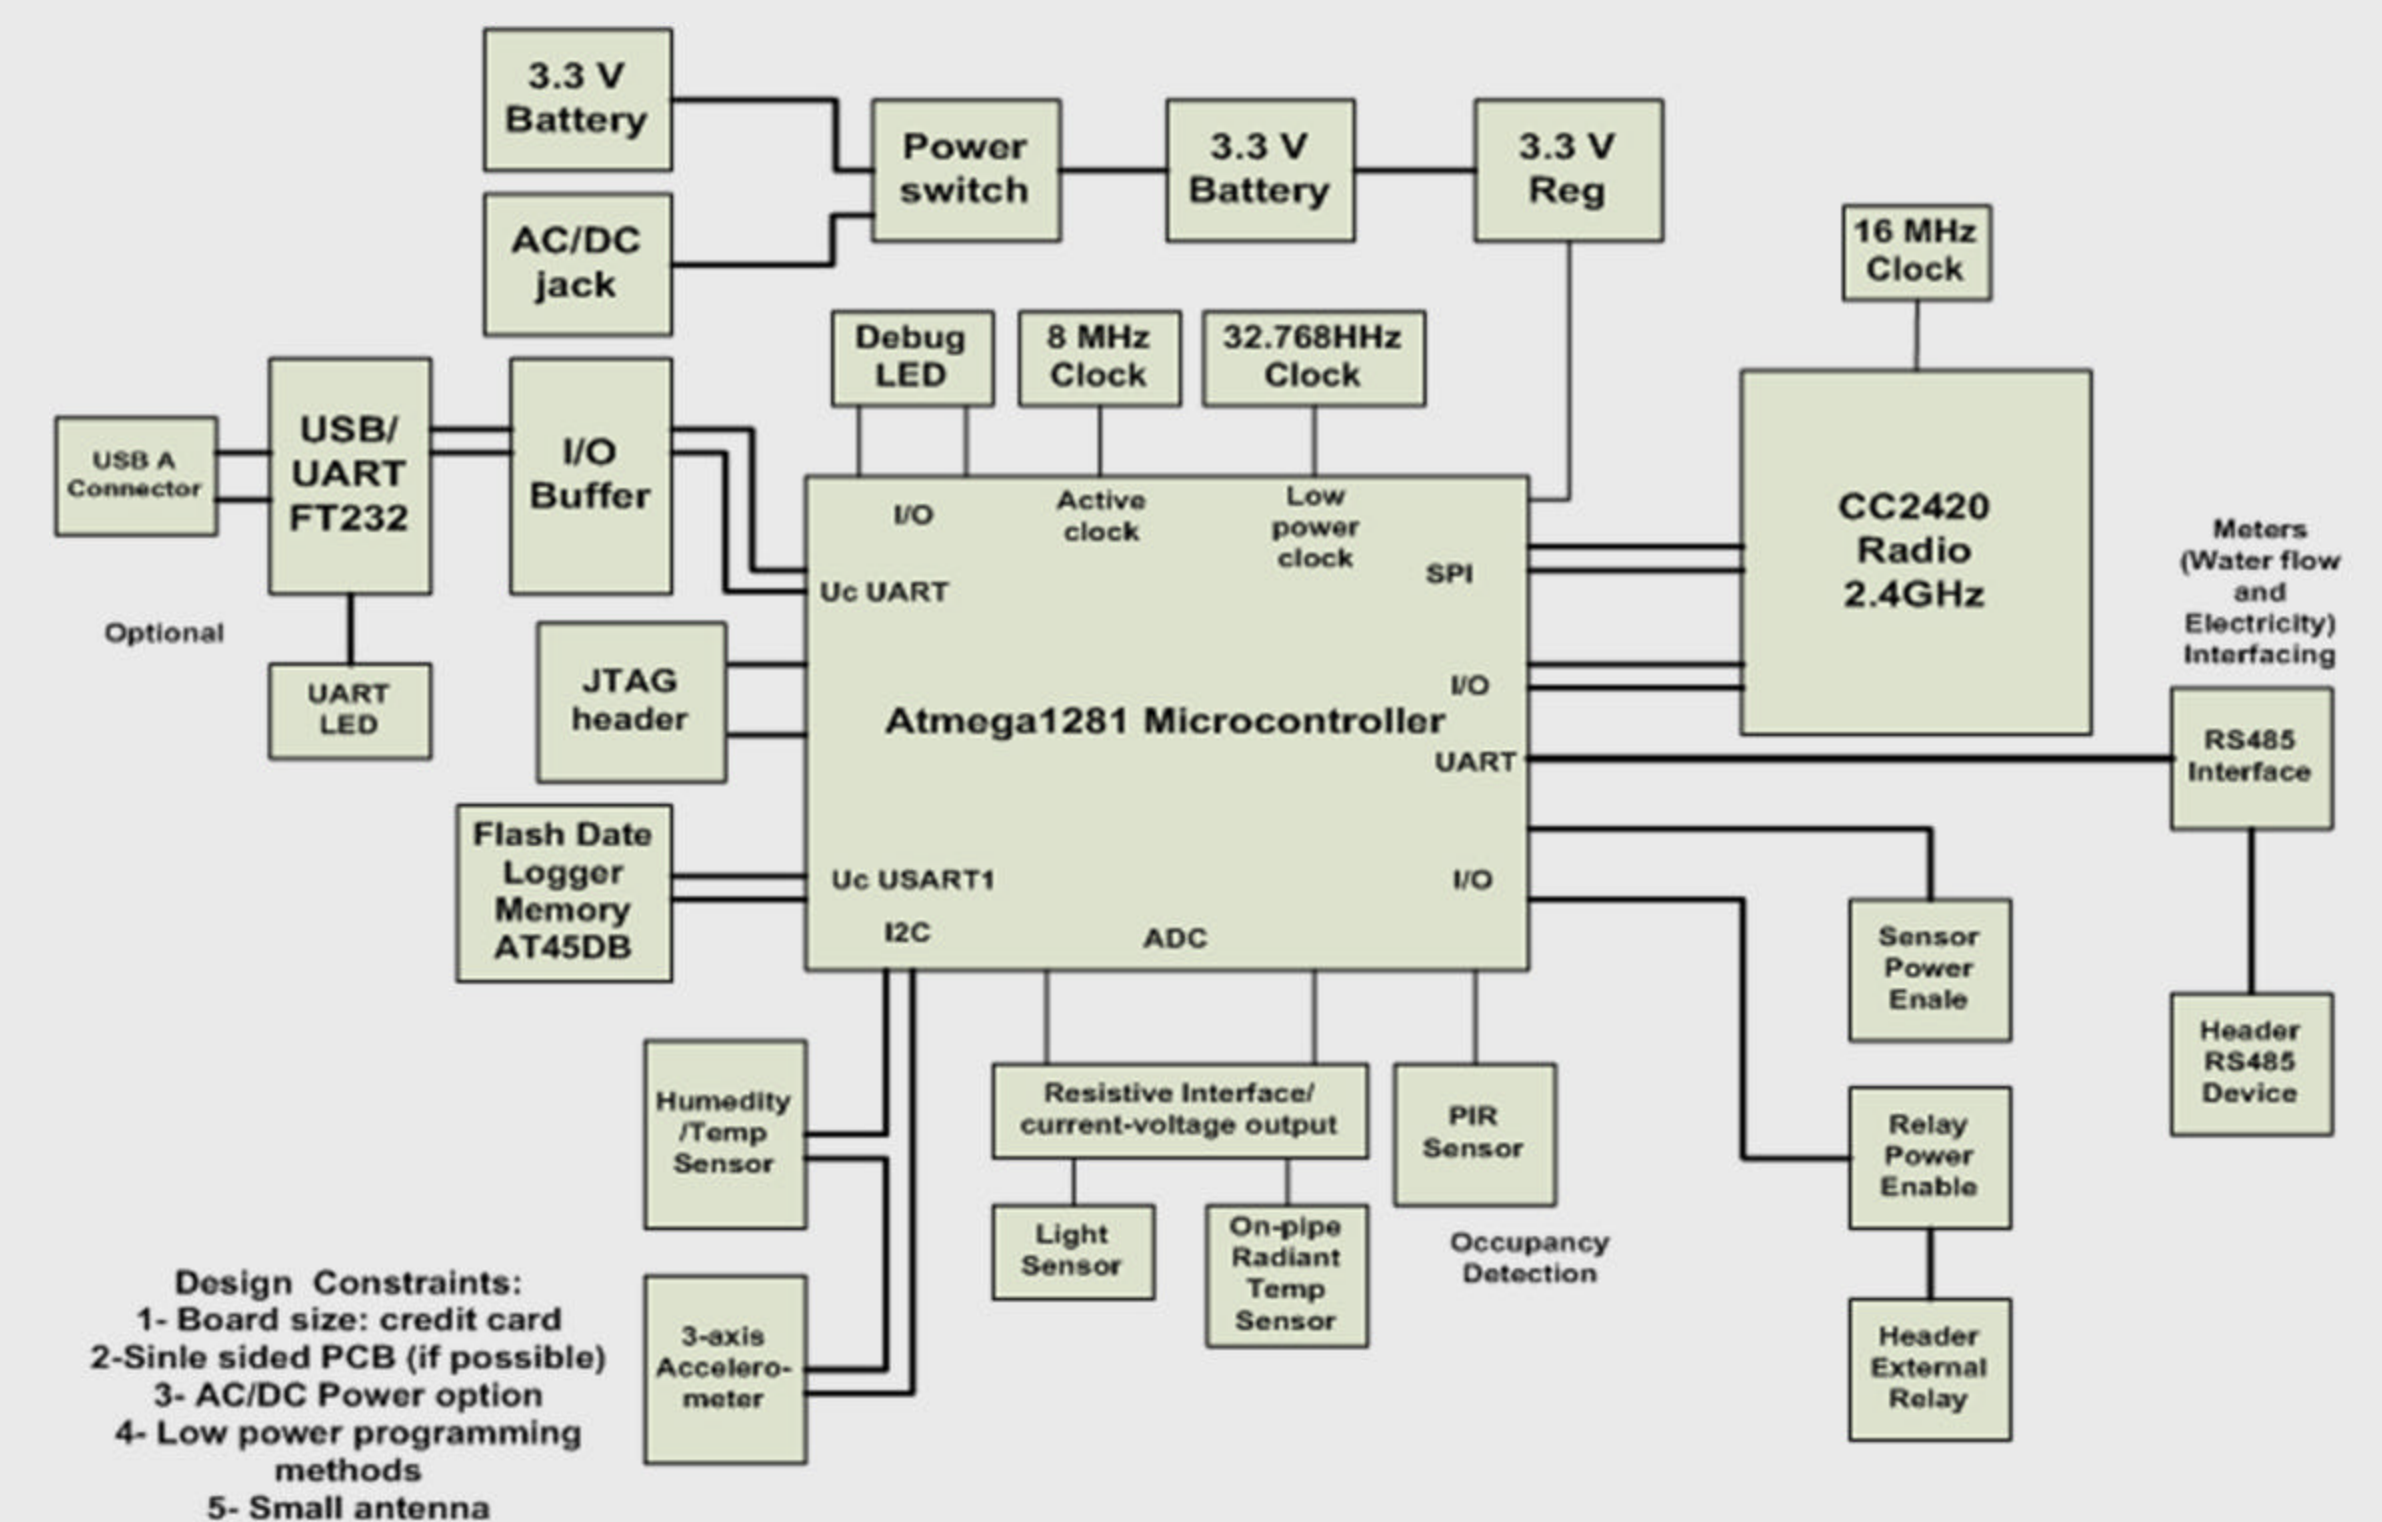 3.3 V
Battery
Power
switch
3.3 V
Battery
3.3 V
Reg
AC/DC
jack
16 MHz
Clock
Debug
LED
8 MHz
Clock
32.768HHz
Clock
USB A
Connector
USB/
UART
FT232
I/O
Buffer
I/O
Active
clock
Low
power
clock
SPI
CC2420
Radio
2.4GHz
Meters
(Water flow
and
Electricity)
Interfacing
Uc UART
Optional
UART
LED
JTAG
header
I/O
Atmega1281 Microcontroller
UART
RS485
Interface
Flash Date
Logger
Memory
AT45DB
Uc USART1
I/O
I2C
ADC
Sensor
Power
Enale
Header
RS485
Device
Humedity
/Temp
Sensor
Resistive Interface/
current-voltage output
PIR
Sensor
Relay
Power
Enable
Light
Sensor
On-pipe
Radiant
Temp
Sensor
Occupancy
Detection
3-axis
Accelero-
meter
Header
External
Relay
Design Constraints:
1- Board size: credit card
2-Sinle sided PCB (if possible)
3- AC/DC Power option
4- Low power programming
methods
5- Small antenna